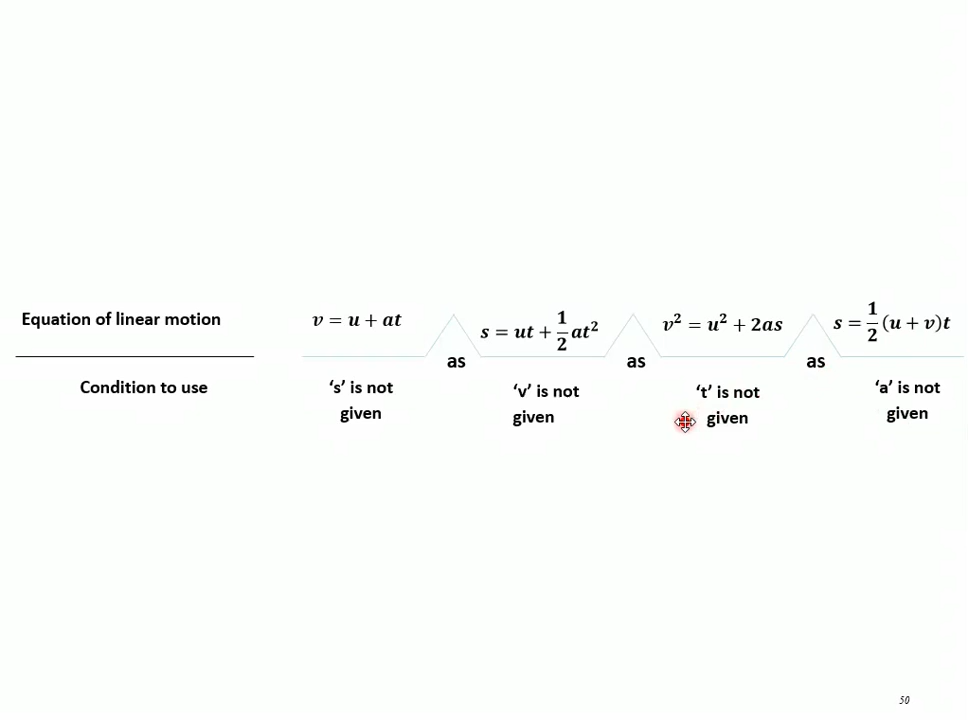 Equation of linear motion
v = u + at
s = ut + 1/2 at²
v² = u² + 2as
s = 1/2 (u + v)t
as
as
as
Condition to use
‘s’ is not
given
‘v’ is not
given
‘t’ is not
given
‘a’ is not
given
50